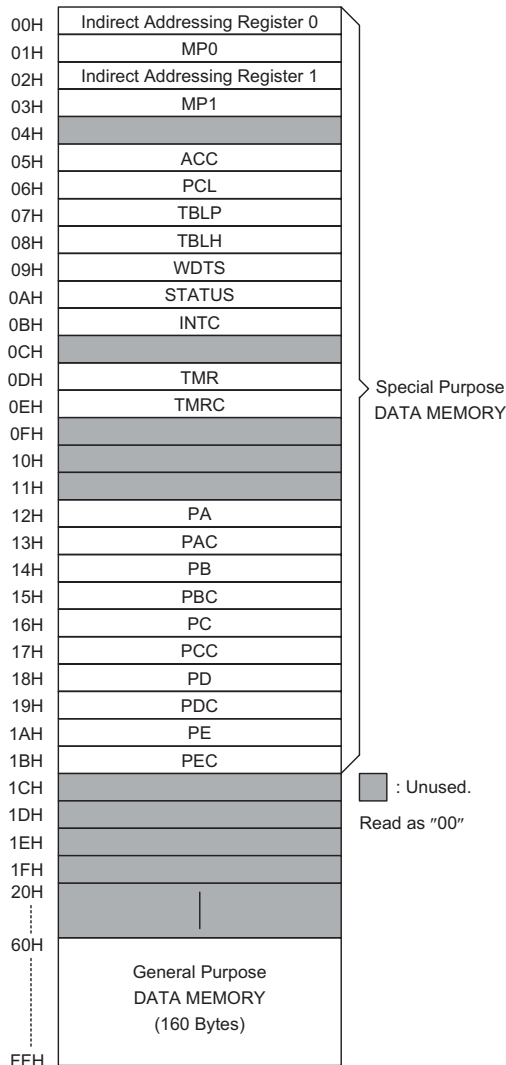 00H Indirect Addressing Register 0
01H MP0
02H Indirect Addressing Register 1
03H MP1
04H
05H ACC
06H PCL
07H TBLP
08H TBLH
09H WDTS
0AH STATUS
0BH INTC
0CH
0DH TMR
0EH TMRC
0FH
10H
11H
12H PA
13H PAC
14H PB
15H PBC
16H PC
17H PCC
18H PD
19H PDC
1AH PE
1BH PEC
1CH
1DH
1EH
1FH
20H
60H
FFH
General Purpose
DATA MEMORY
(160 Bytes)
Special Purpose
DATA MEMORY
: Unused.
Read as "00"